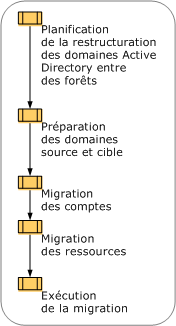 Planification
de la restructuration
des domaines Active
Directory entre
des forêts
Préparation
des domaines
source et cible
Migration
des comptes
Migration
des ressources
Exécution
de la migration